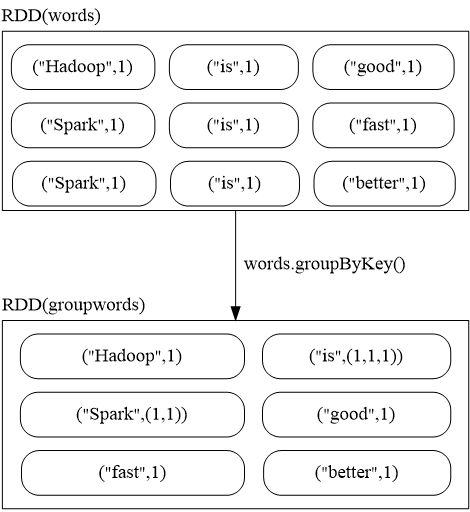 RDD(words)
("Hadoop",1) ("is",1) ("good",1)
("Spark",1) ("is",1) ("fast",1)
("Spark",1) ("is",1) ("better",1)
words.groupByKey()
RDD(groupwords)
("Hadoop",1) ("is",(1,1,1))
("Spark",(1,1)) ("good",1)
("fast",1) ("better",1)